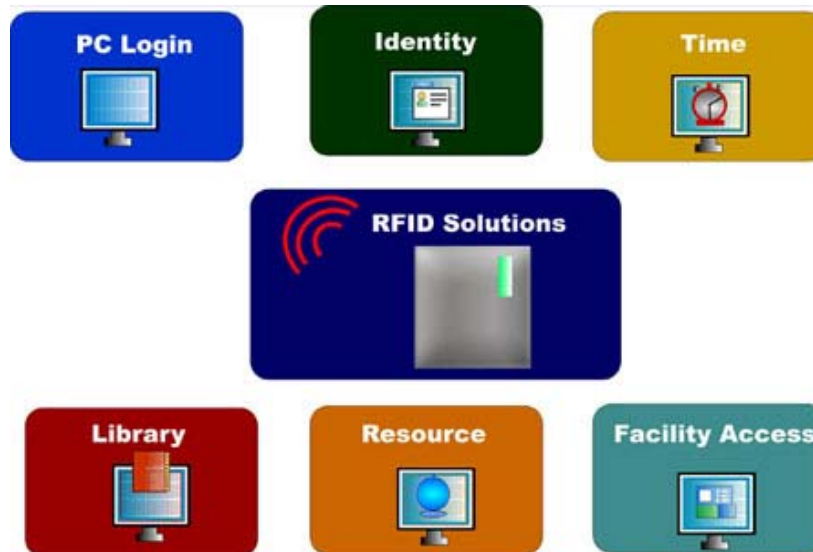 PC Login
Identity
Time
RFID Solutions
Library
Resource
Facility Access